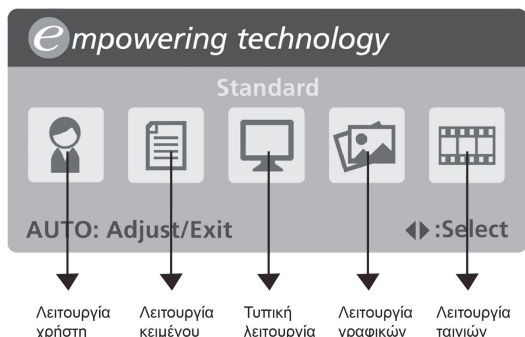 empowering technology
Standard
AUTO: Adjust/Exit
:Select
Λειτουργία
χρήστη
Λειτουργία
κειμένου
Τυπική
λειτουργία
Λειτουργία
γραφικών
Λειτουργία
ταινιών